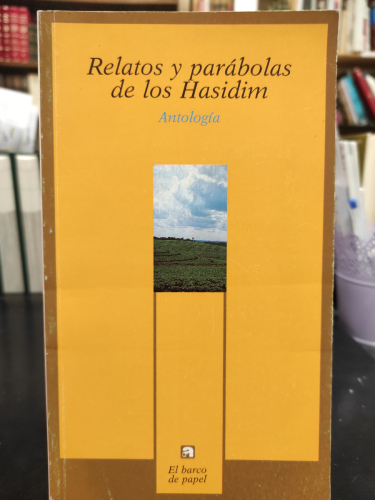 Relatos y parábolas
de los Hasidim
Antología
El barco
de papel